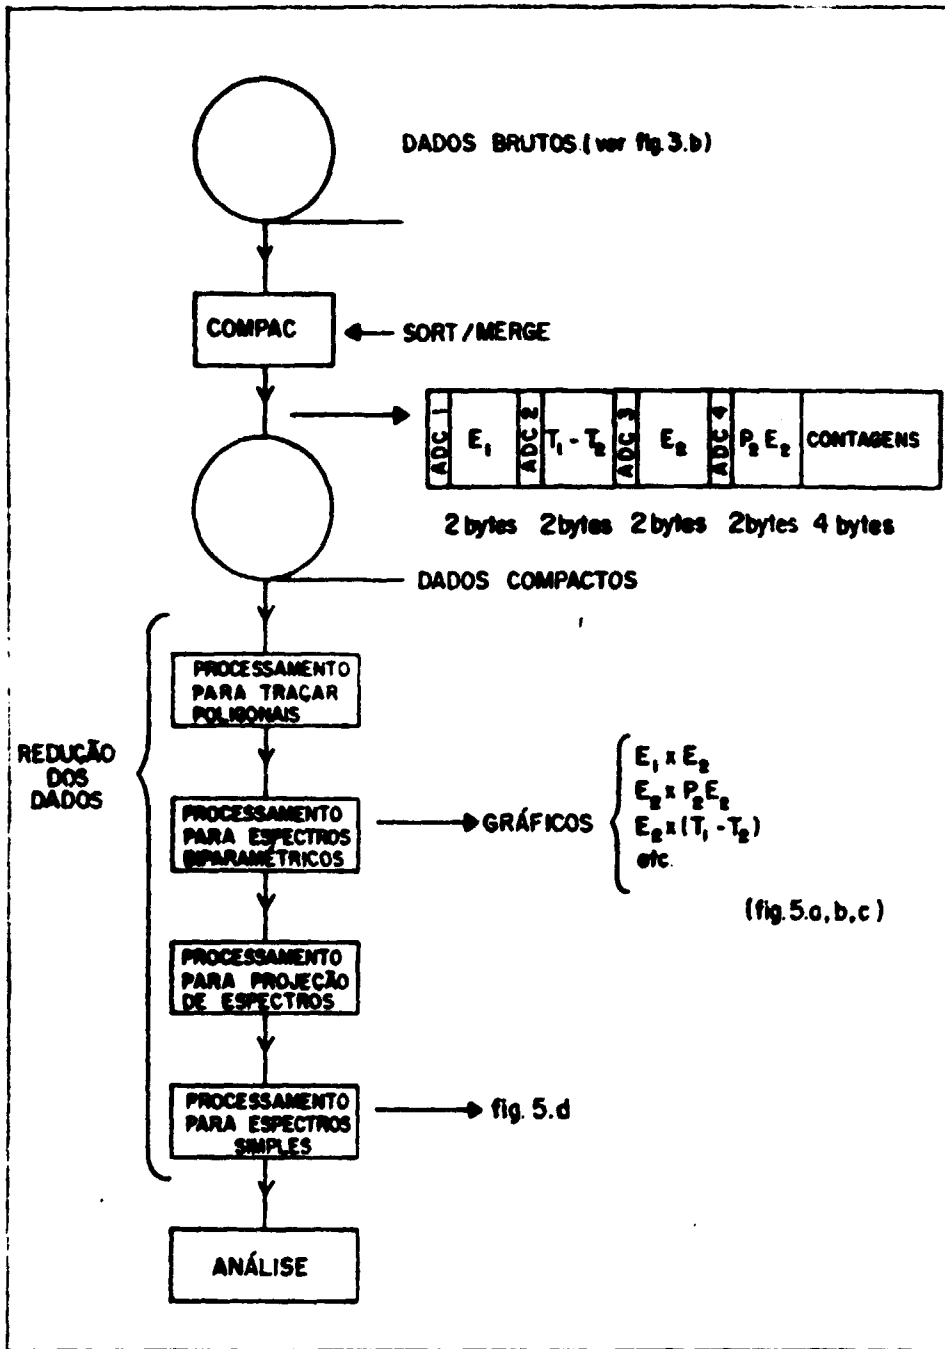 DADOS BRUTOS (ver fig. 3.b)
COMPAC
SORT/MERGE
ADC 1
E₁
ADC 2
T₁ - T₂
ADC 3
E₂
ADC 4
P₂ E₂
CONTAGENS
2 bytes 2 bytes 2 bytes 2 bytes 4 bytes
DADOS COMPACTOS
REDUÇÃO
DOS
DADOS
PROCESSAMENTO
PARA TRAÇAR
POLIGONAIS
PROCESSAMENTO
PARA ESPECTROS
BIPARAMÉTRICOS
GRÁFICOS
E₁ x E₂
E₂ x P₂E₂
E₂ x (T₁ - T₂)
etc.
(fig. 5.a, b, c)
PROCESSAMENTO
PARA PROJEÇÃO
DE ESPECTROS
PROCESSAMENTO
PARA ESPECTROS
SIMPLES
fig. 5.d
ANÁLISE